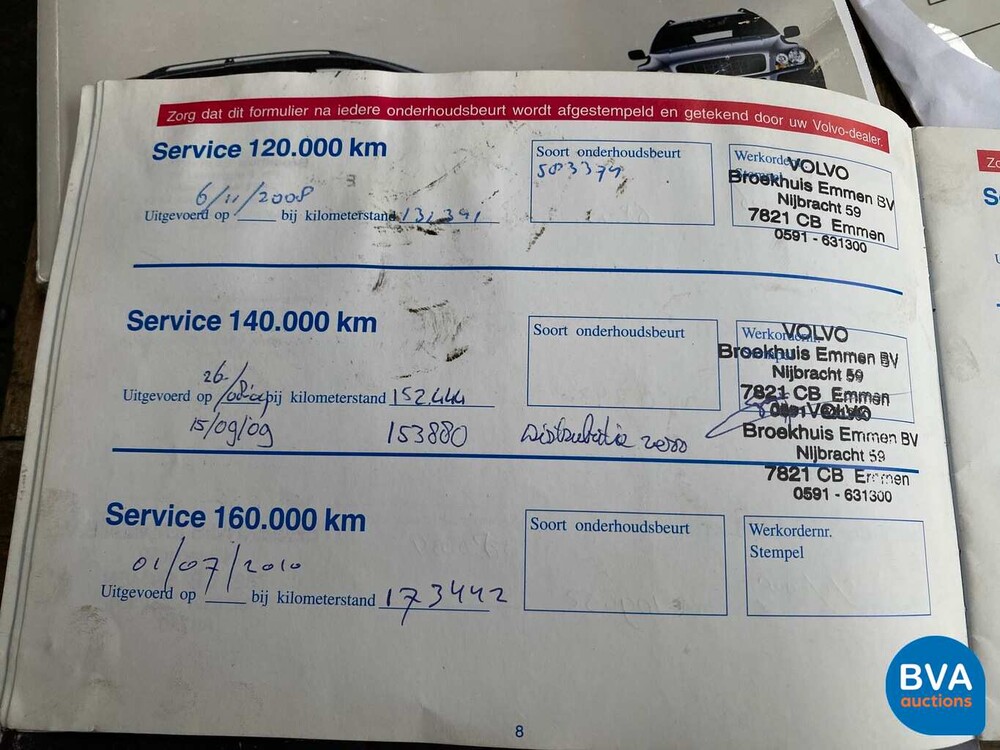 Zorg dat dit formulier na iedere onderhoudsbeurt wordt afgestempeld en getekend door uw Volvo-dealer.
Service 120.000 km
6/11/2008
Uitgevoerd op bij kilometerstand 132391
Soort onderhoudsbeurt
583379
VOLVO
Broekhuis Emmen BV
Nijbracht 59
7821 CB Emmen
0591 - 631300
Service 140.000 km
26/08/09
Uitgevoerd op bij kilometerstand 152.444
Soort onderhoudsbeurt
Werkordernr.
VOLVO
Broekhuis Emmen BV
Nijbracht 59
7821 CB Emmen
15/09/09 153880 Distributie
VOLVO
Broekhuis Emmen BV
Nijbracht 59
7821 CB Emmen
0591 - 631300
Service 160.000 km
01/07/2010
Uitgevoerd op bij kilometerstand 173442
Soort onderhoudsbeurt
Werkordernr.
Stempel
8
BVA
auctions